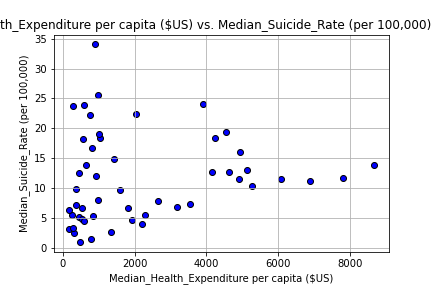 th_Expenditure per capita ($US) vs. Median_Suicide_Rate (per 100,000)
35
30
25
20
15
10
5
0
Median_Suicide_Rate (per 100,000)
0 2000 4000 6000 8000
Median_Health_Expenditure per capita ($US)